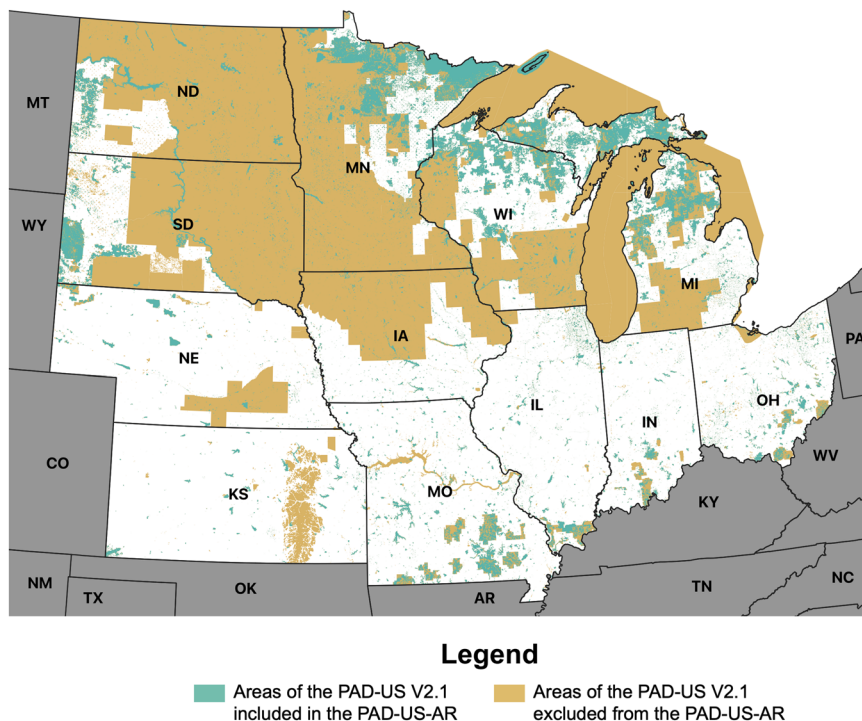 MT
ND
MN
WY
SD
WI
MI
IA
NE
PA
IL
IN
OH
CO
KS
MO
WV
KY
NM
TX
OK
AR
TN
NC
Legend
Areas of the PAD-US V2.1
included in the PAD-US-AR
Areas of the PAD-US V2.1
excluded from the PAD-US-AR